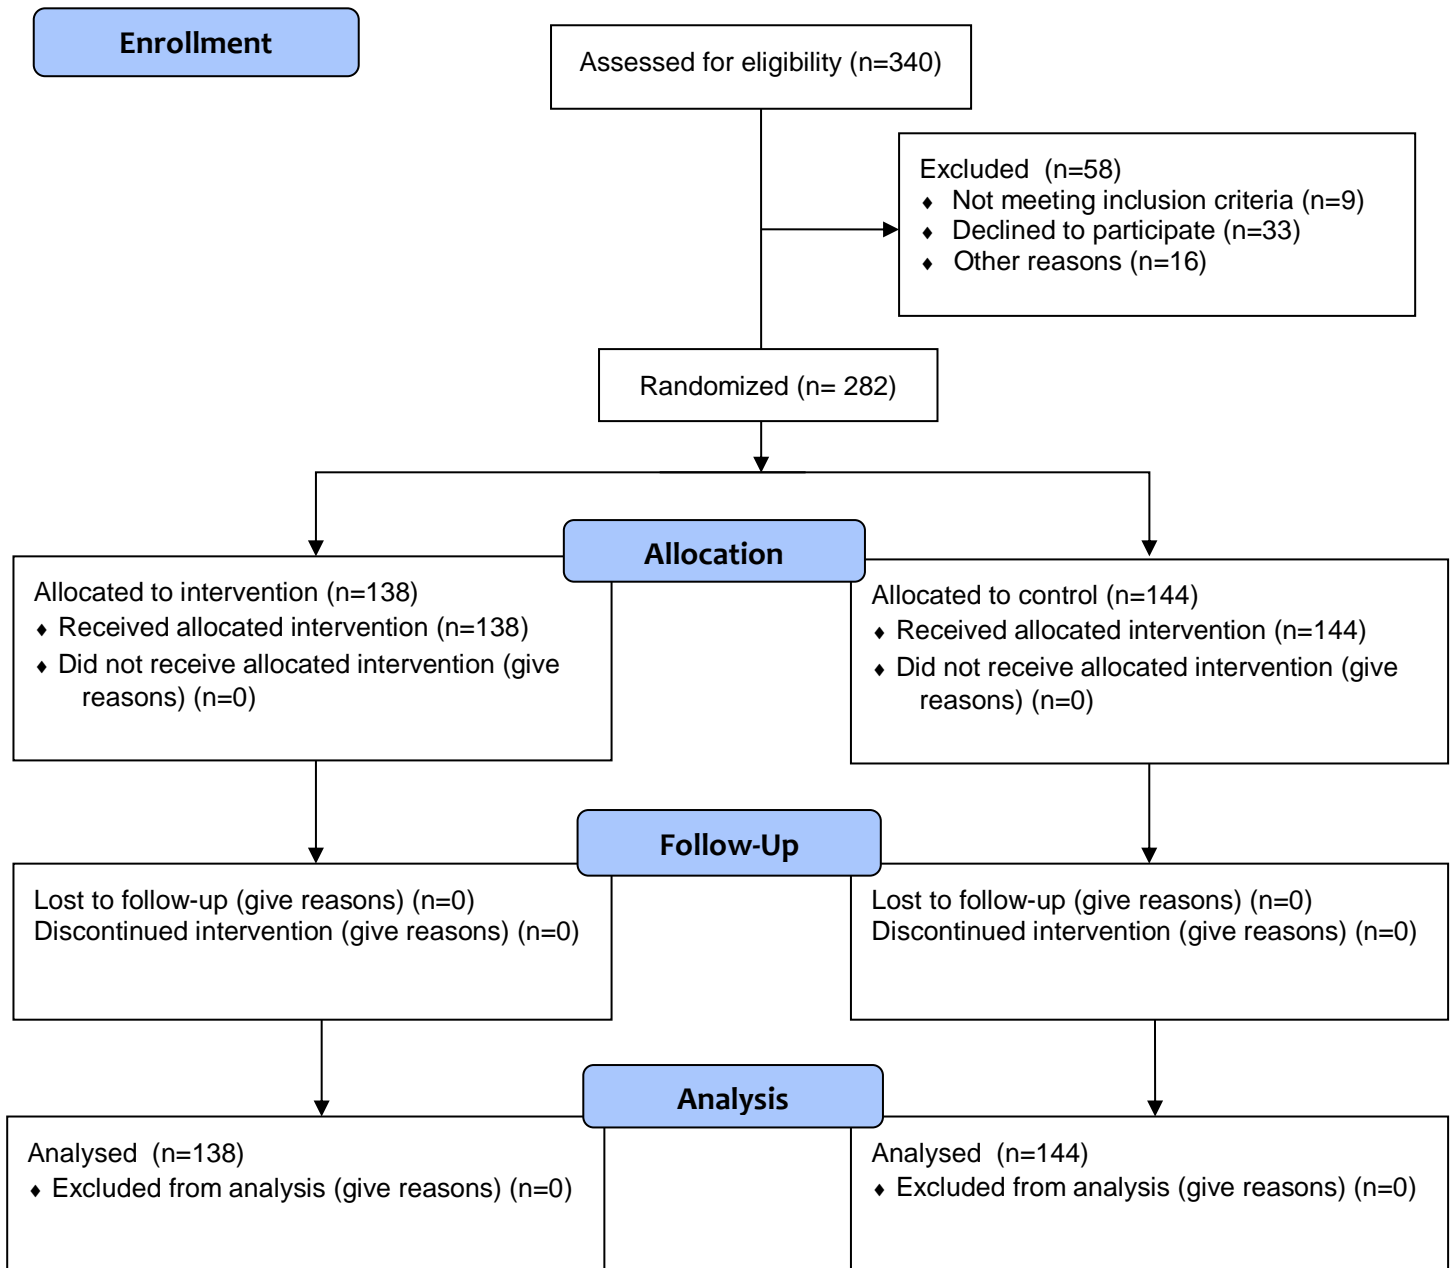 Enrollment
Assessed for eligibility (n=340)
Excluded  (n=58)
♦ Not meeting inclusion criteria (n=9)
♦ Declined to participate (n=33)
♦ Other reasons (n=16)
Randomized (n= 282)
Allocation
Allocated to intervention (n=138)
♦ Received allocated intervention (n=138)
♦ Did not receive allocated intervention (give
reasons) (n=0)
Allocated to control (n=144)
♦ Received allocated intervention (n=144)
♦ Did not receive allocated intervention (give
reasons) (n=0)
Follow-Up
Lost to follow-up (give reasons) (n=0)
Discontinued intervention (give reasons) (n=0)
Lost to follow-up (give reasons) (n=0)
Discontinued intervention (give reasons) (n=0)
Analysis
Analysed  (n=138)
♦ Excluded from analysis (give reasons) (n=0)
Analysed  (n=144)
♦ Excluded from analysis (give reasons) (n=0)